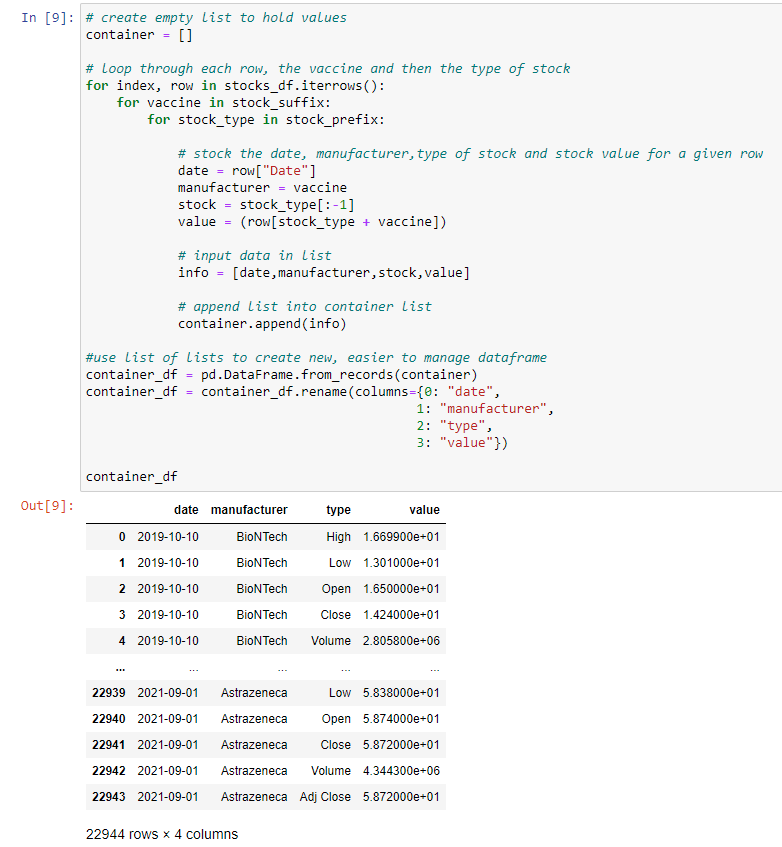 In [9]: # create empty list to hold values
container = []
# loop through each row, the vaccine and then the type of stock
for index, row in stocks_df.iterrows():
for vaccine in stock_suffix:
for stock_type in stock_prefix:
# stock the date, manufacturer,type of stock and stock value for a given row
date = row["Date"]
manufacturer = vaccine
stock = stock_type[:-1]
value = (row[stock_type + vaccine])
# input data in list
info = [date,manufacturer,stock,value]
# append list into container list
container.append(info)
#use list of lists to create new, easier to manage dataframe
container_df = pd.DataFrame.from_records(container)
container_df = container_df.rename(columns={0: "date",
1: "manufacturer",
2: "type",
3: "value"})
container_df
Out[9]:
date manufacturer type value
0 2019-10-10 BioNTech High 1.669900e+01
1 2019-10-10 BioNTech Low 1.301000e+01
2 2019-10-10 BioNTech Open 1.650000e+01
3 2019-10-10 BioNTech Close 1.424000e+01
4 2019-10-10 BioNTech Volume 2.805800e+06
... ... ... ... ...
22939 2021-09-01 Astrazeneca Low 5.838000e+01
22940 2021-09-01 Astrazeneca Open 5.874000e+01
22941 2021-09-01 Astrazeneca Close 5.872000e+01
22942 2021-09-01 Astrazeneca Volume 4.344300e+06
22943 2021-09-01 Astrazeneca Adj Close 5.872000e+01
22944 rows × 4 columns